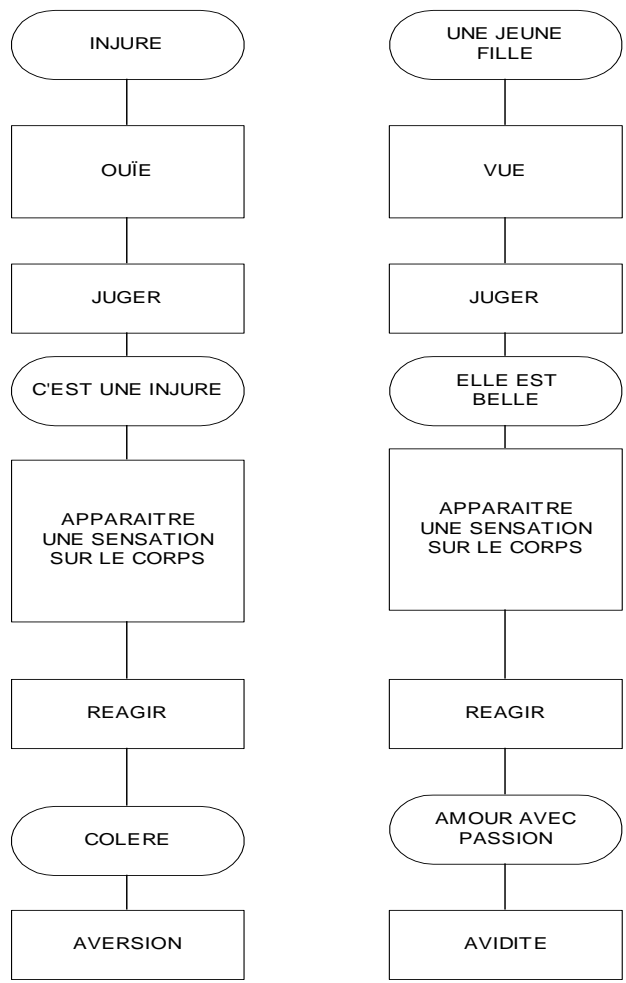 INJURE
OUÏE
JUGER
C'EST UNE INJURE
APPARAITRE
UNE SENSATION
SUR LE CORPS
REAGIR
COLERE
AVERSION
UNE JEUNE
FILLE
VUE
JUGER
ELLE EST
BELLE
APPARAITRE
UNE SENSATION
SUR LE CORPS
REAGIR
AMOUR AVEC
PASSION
AVIDITE